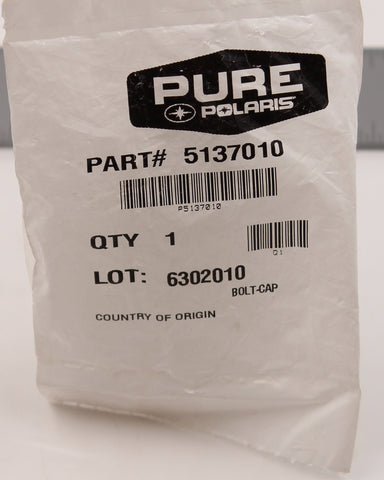 PURE
POLARIS
PART# 5137010
P5137010
QTY 1
Q1
LOT: 6302010
BOLT-CAP
COUNTRY OF ORIGIN